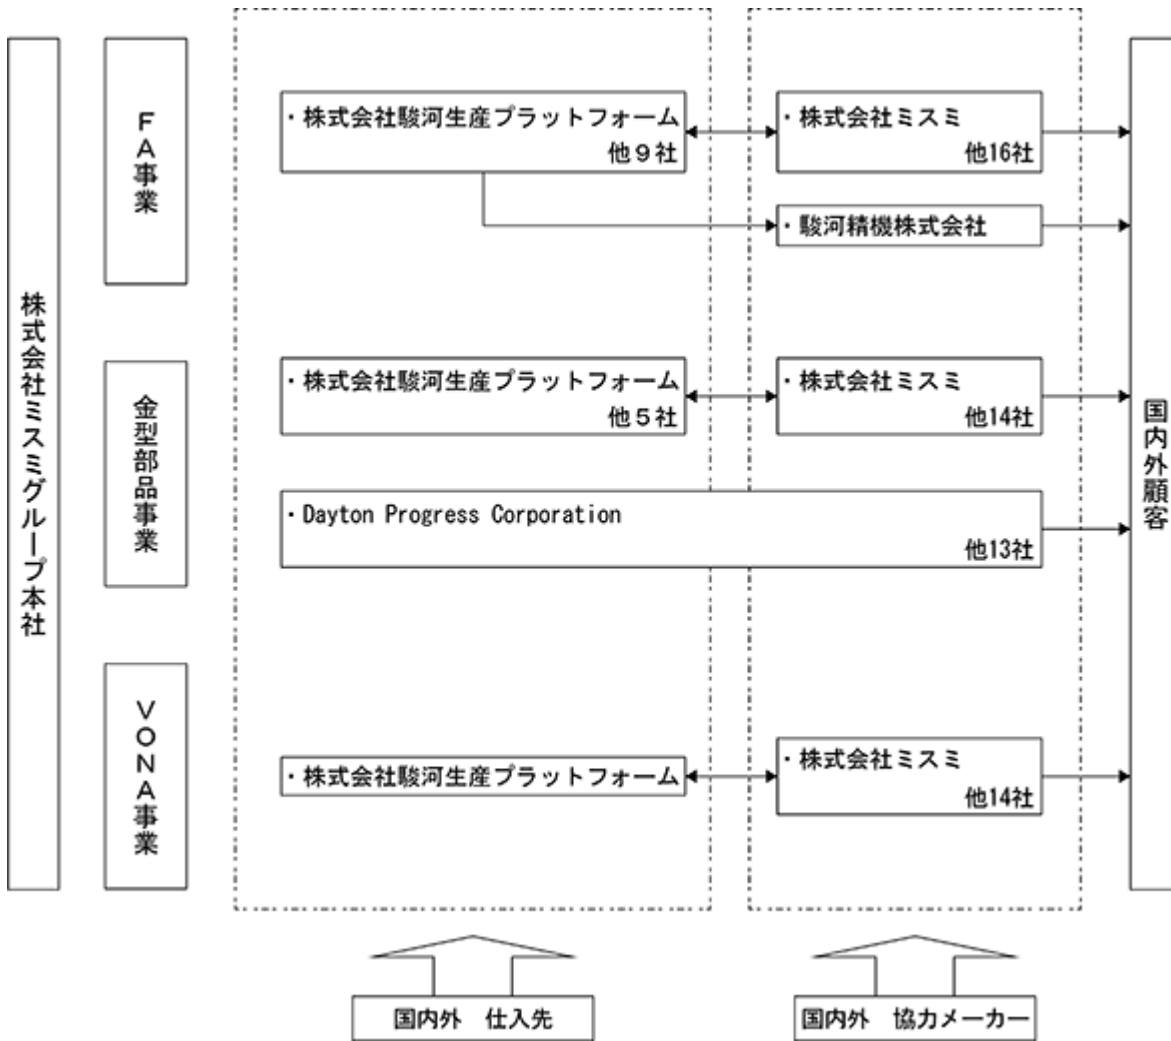 株式会社ミスミグループ本社
FA事業
・株式会社駿河生産プラットフォーム
他9社
・株式会社ミスミ
他16社
・駿河精機株式会社
金型部品事業
・株式会社駿河生産プラットフォーム
他5社
・株式会社ミスミ
他14社
・Dayton Progress Corporation
他13社
VONA事業
・株式会社駿河生産プラットフォーム
・株式会社ミスミ
他14社
国内外顧客
国内外 仕入先
国内外 協力メーカー